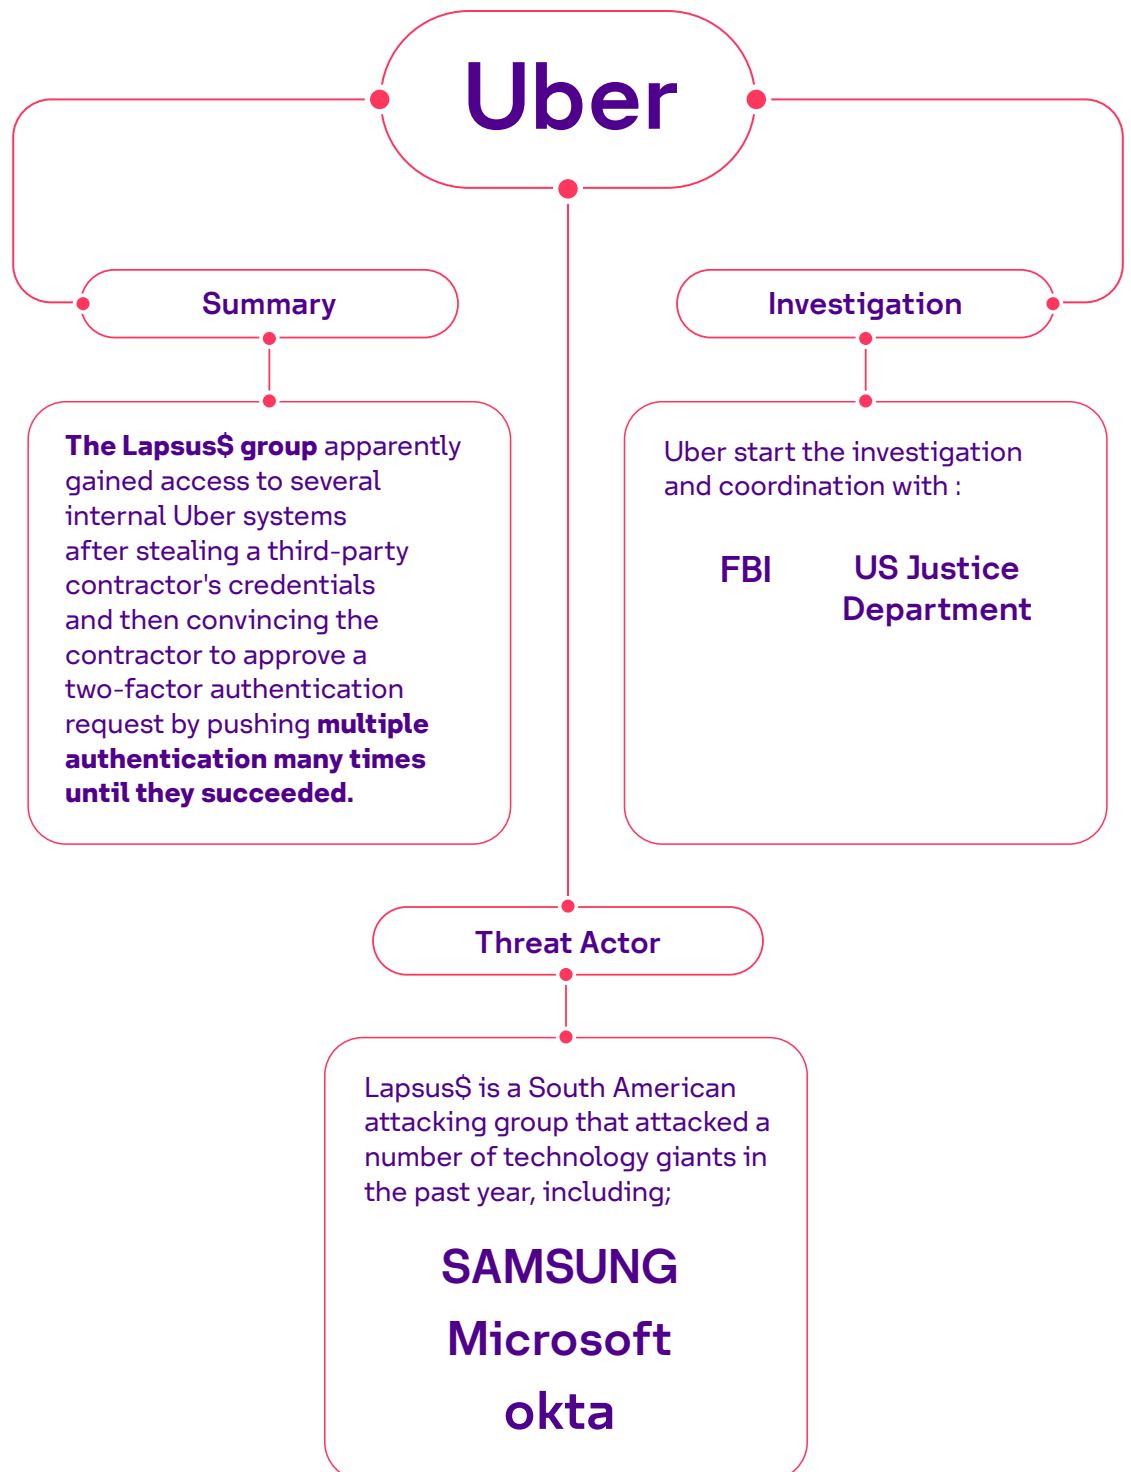 Uber
Summary
The Lapsus$ group apparently
gained access to several
internal Uber systems
after stealing a third-party
contractor's credentials
and then convincing the
contractor to approve a
two-factor authentication
request by pushing multiple
authentication many times
until they succeeded.
Investigation
Uber start the investigation
and coordination with :
FBI
US Justice
Department
Threat Actor
Lapsus$ is a South American
attacking group that attacked a
number of technology giants in
the past year, including;
SAMSUNG
Microsoft
okta